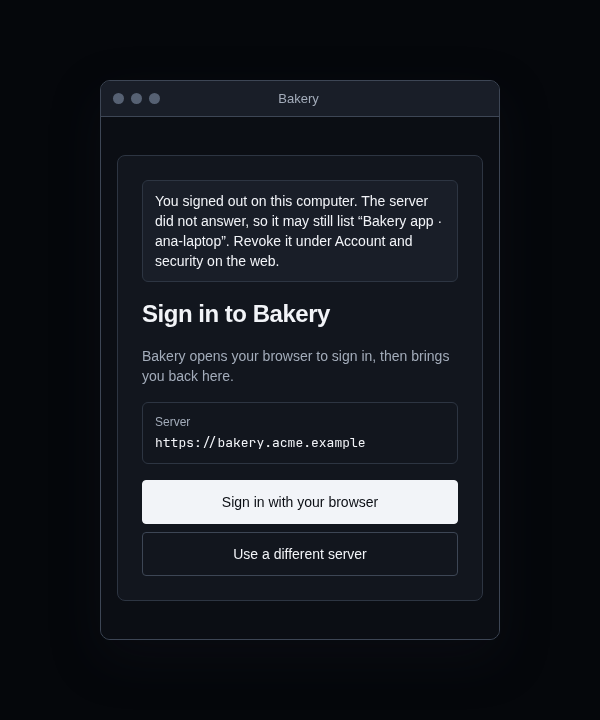 Bakery
You signed out on this computer. The server
did not answer, so it may still list “Bakery app ·
ana-laptop”. Revoke it under Account and
security on the web.
Sign in to Bakery
Bakery opens your browser to sign in, then brings
you back here.
Server
https://bakery.acme.example
Sign in with your browser
Use a different server